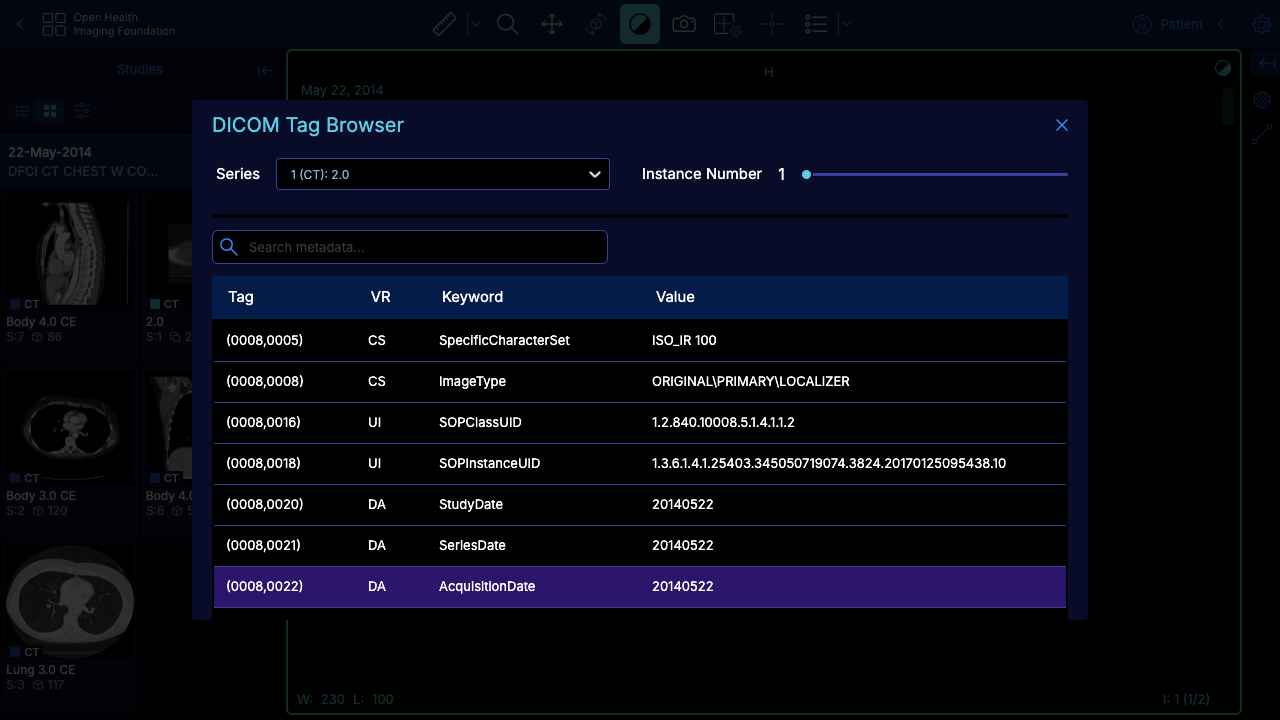 Open Health
Imaging Foundation
Patient
Studies
H
May 22, 2014
22-May-2014
DFCI CT CHEST W CO...
CT
Body 4.0 CE
S:7 86
CT
2.0
S:1 2
CT
Body 3.0 CE
S:2 120
CT
Body 4.0
S:6
CT
Lung 3.0 CE
S:3 117
DICOM Tag Browser
Series 1 (CT): 2.0 Instance Number 1
Search metadata...
Tag VR Keyword Value
(0008,0005) CS SpecificCharacterSet ISO_IR 100
(0008,0008) CS ImageType ORIGINAL\PRIMARY\LOCALIZER
(0008,0016) UI SOPClassUID 1.2.840.10008.5.1.4.1.1.2
(0008,0018) UI SOPInstanceUID 1.3.6.1.4.1.25403.345050719074.3824.20170125095438.10
(0008,0020) DA StudyDate 20140522
(0008,0021) DA SeriesDate 20140522
(0008,0022) DA AcquisitionDate 20140522
W: 230 L: 100
I: 1 (1/2)